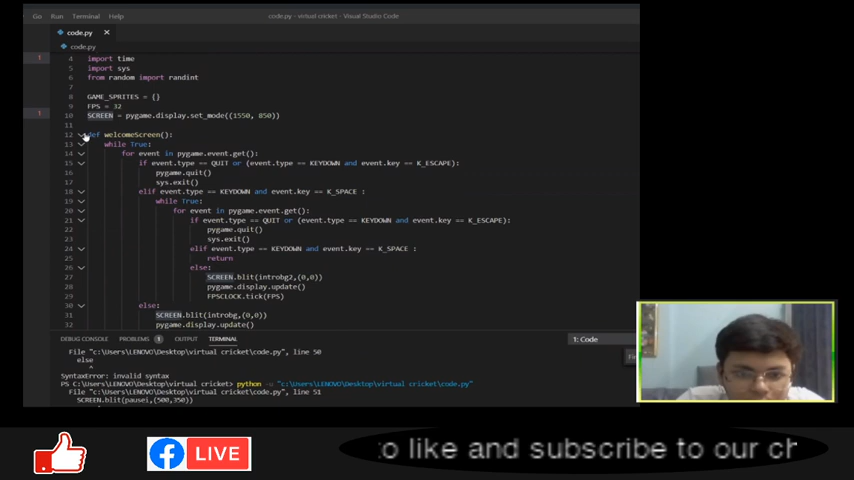 Go Run Terminal Help code.py - virtual cricket - Visual Studio Code
code.py ×
code.py
4 import time
5 import sys
6 from random import randint
7
8 GAME_SPRITES = {}
9 FPS = 32
10 SCREEN = pygame.display.set_mode((1550, 850))
11
12 def welcomeScreen():
13 while True:
14 for event in pygame.event.get():
15 if event.type == QUIT or (event.type == KEYDOWN and event.key == K_ESCAPE):
16 pygame.quit()
17 sys.exit()
18 elif event.type == KEYDOWN and event.key == K_SPACE :
19 while True:
20 for event in pygame.event.get():
21 if event.type == QUIT or (event.type == KEYDOWN and event.key == K_ESCAPE):
22 pygame.quit()
23 sys.exit()
24 elif event.type == KEYDOWN and event.key == K_SPACE :
25 return
26 else:
27 SCREEN.blit(introbg2,(0,0))
28 pygame.display.update()
29 FPSCLOCK.tick(FPS)
30 else:
31 SCREEN.blit(introbg,(0,0))
32 pygame.display.update()
DEBUG CONSOLE PROBLEMS 1 OUTPUT TERMINAL 1: Code
File "c:\Users\LENOVO\Desktop\virtual cricket\code.py", line 50
else
^
SyntaxError: invalid syntax
PS C:\Users\LENOVO\Desktop\virtual cricket> python -u "c:\Users\LENOVO\Desktop\virtual cricket\code.py"
File "c:\Users\LENOVO\Desktop\virtual cricket\code.py", line 51
SCREEN.blit(pausei,(500,350))
LIVE
to like and subscribe to our ch